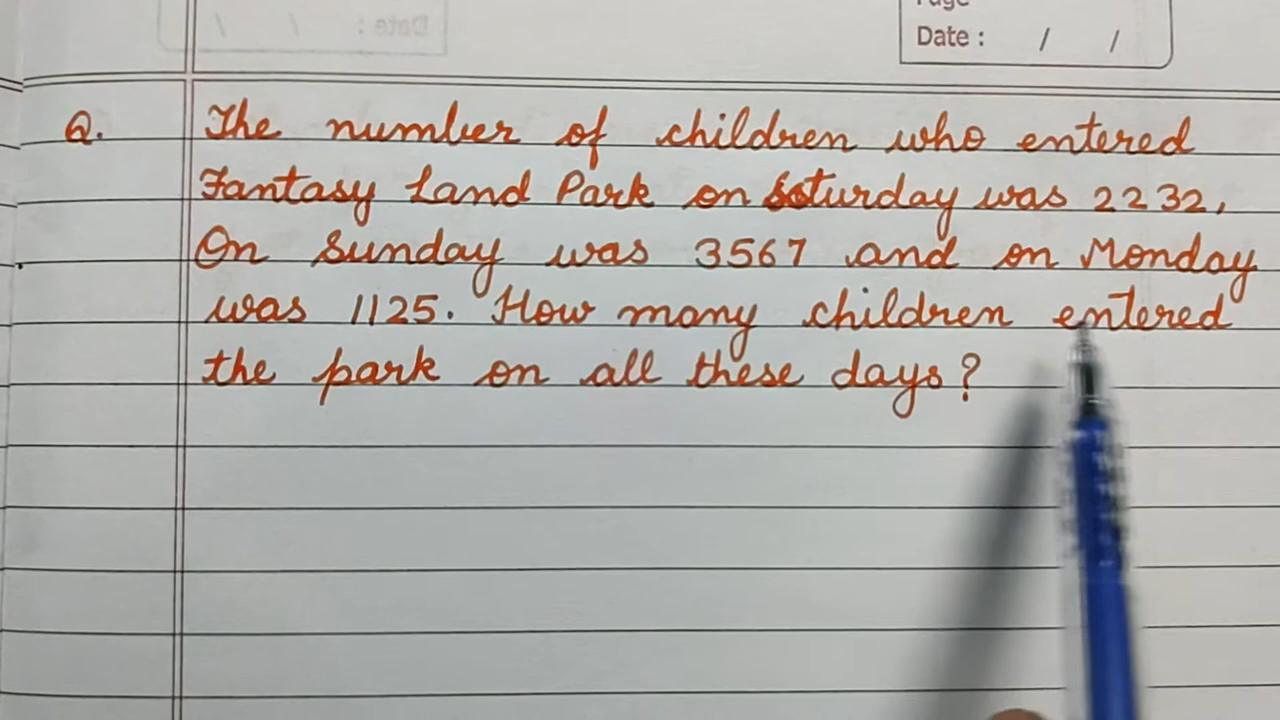 Page
Date : / /
Q. The number of children who entered
Fantasy Land Park on Saturday was 2232,
On Sunday was 3567 and on Monday
was 1125. How many children entered
the park on all these days?